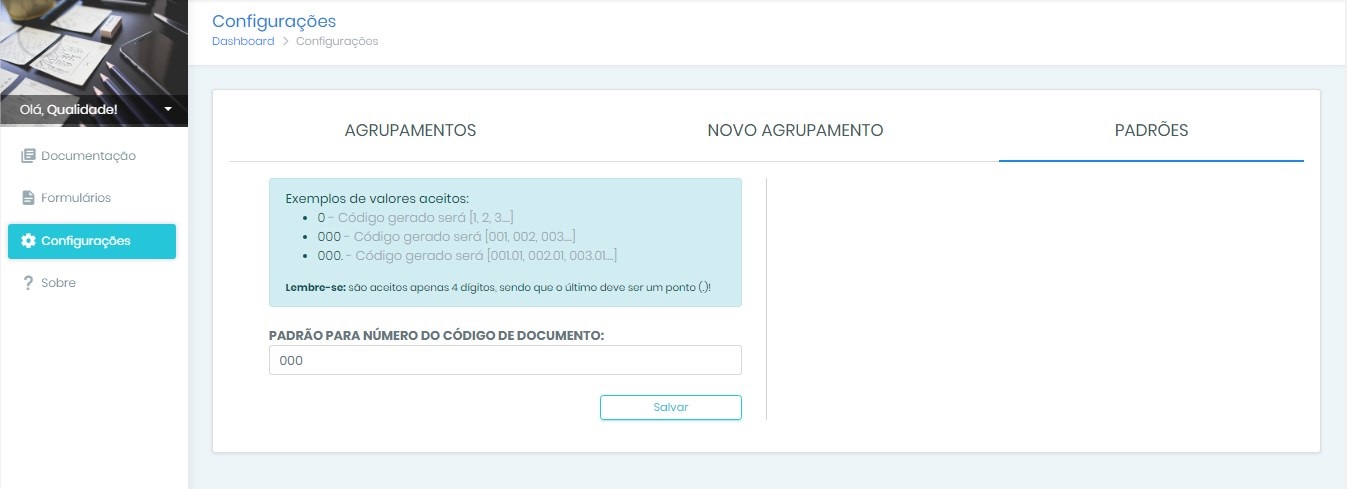 Configurações
Dashboard > Configurações
Olá, Qualidade!
Documentação
Formulários
Configurações
Sobre
AGRUPAMENTOS NOVO AGRUPAMENTO PADRÕES
Exemplos de valores aceitos:
• 0 - Código gerado será [1, 2, 3....]
• 000 - Código gerado será [001, 002, 003....]
• 000. - Código gerado será [001.01, 002.01, 003.01....]
Lembre-se: são aceitos apenas 4 dígitos, sendo que o último deve ser um ponto (.)!
PADRÃO PARA NÚMERO DO CÓDIGO DE DOCUMENTO:
000
Salvar